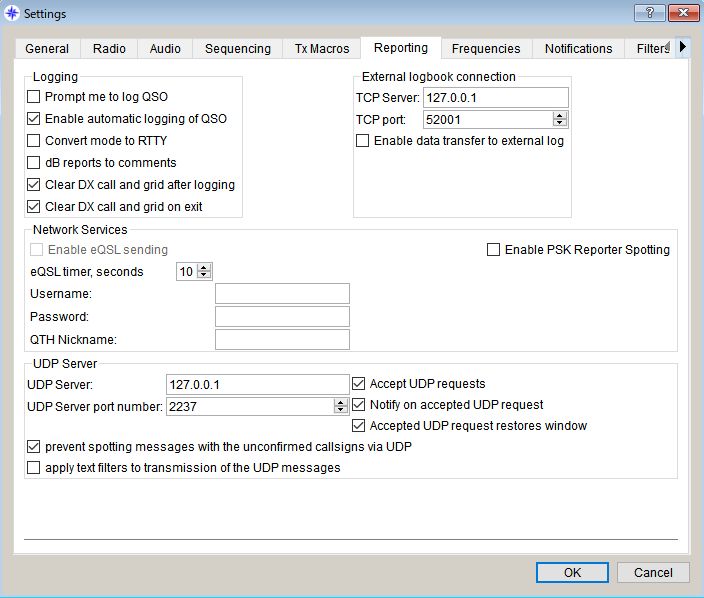 Settings
General Radio Audio Sequencing Tx Macros Reporting Frequencies Notifications Filters
Logging
Prompt me to log QSO
Enable automatic logging of QSO
Convert mode to RTTY
dB reports to comments
Clear DX call and grid after logging
Clear DX call and grid on exit
External logbook connection
TCP Server: 127.0.0.1
TCP port: 52001
Enable data transfer to external log
Network Services
Enable eQSL sending
Enable PSK Reporter Spotting
eQSL timer, seconds 10
Username:
Password:
QTH Nickname:
UDP Server
UDP Server: 127.0.0.1
Accept UDP requests
UDP Server port number: 2237
Notify on accepted UDP request
Accepted UDP request restores window
prevent spotting messages with the unconfirmed callsigns via UDP
apply text filters to transmission of the UDP messages
OK Cancel